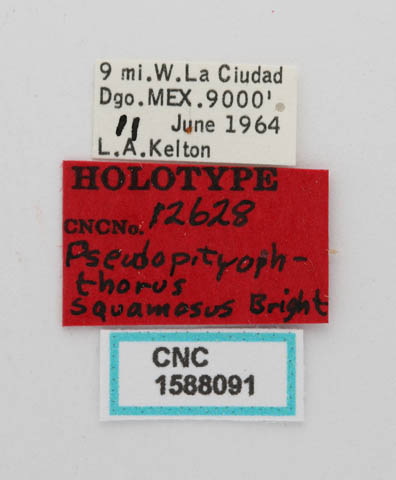 9 mi.W.La Ciudad
Dgo.MEX.9000'
11 June 1964
L.A.Kelton
HOLOTYPE
CNCNo. 12628
Pseudopityoph-
thorus
squamosus Bright
CNC
1588091